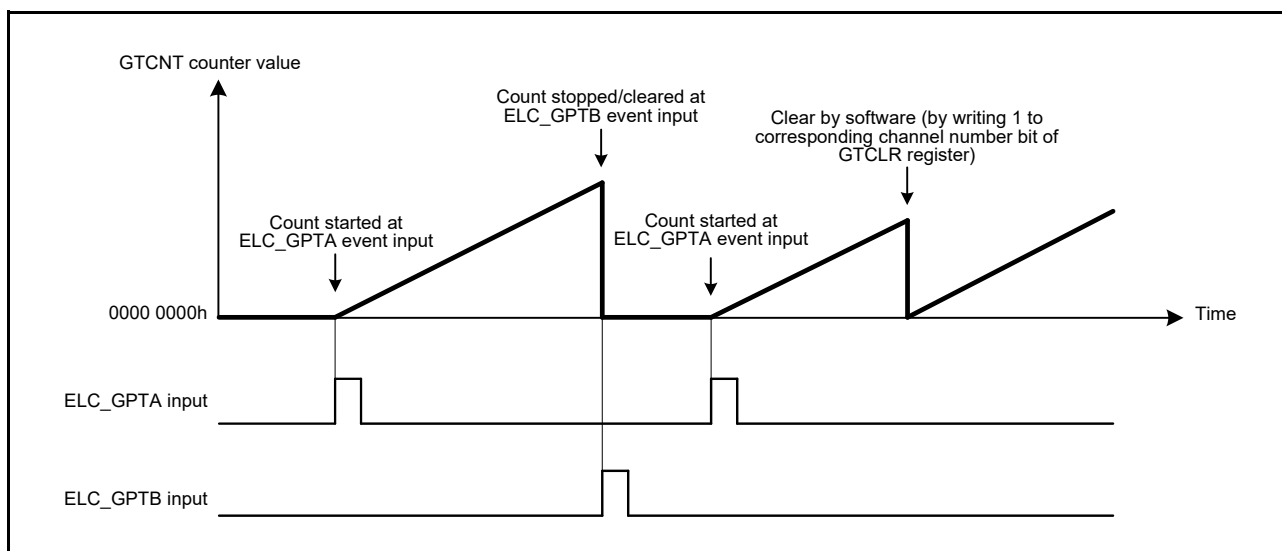 GTCNT counter value
Count stopped/cleared at
ELC_GPTB event input
Clear by software (by writing 1 to
corresponding channel number bit of
GTCLR register)
Count started at
ELC_GPTA event input
Count started at
ELC_GPTA event input
0000 0000h
Time
ELC_GPTA input
ELC_GPTB input